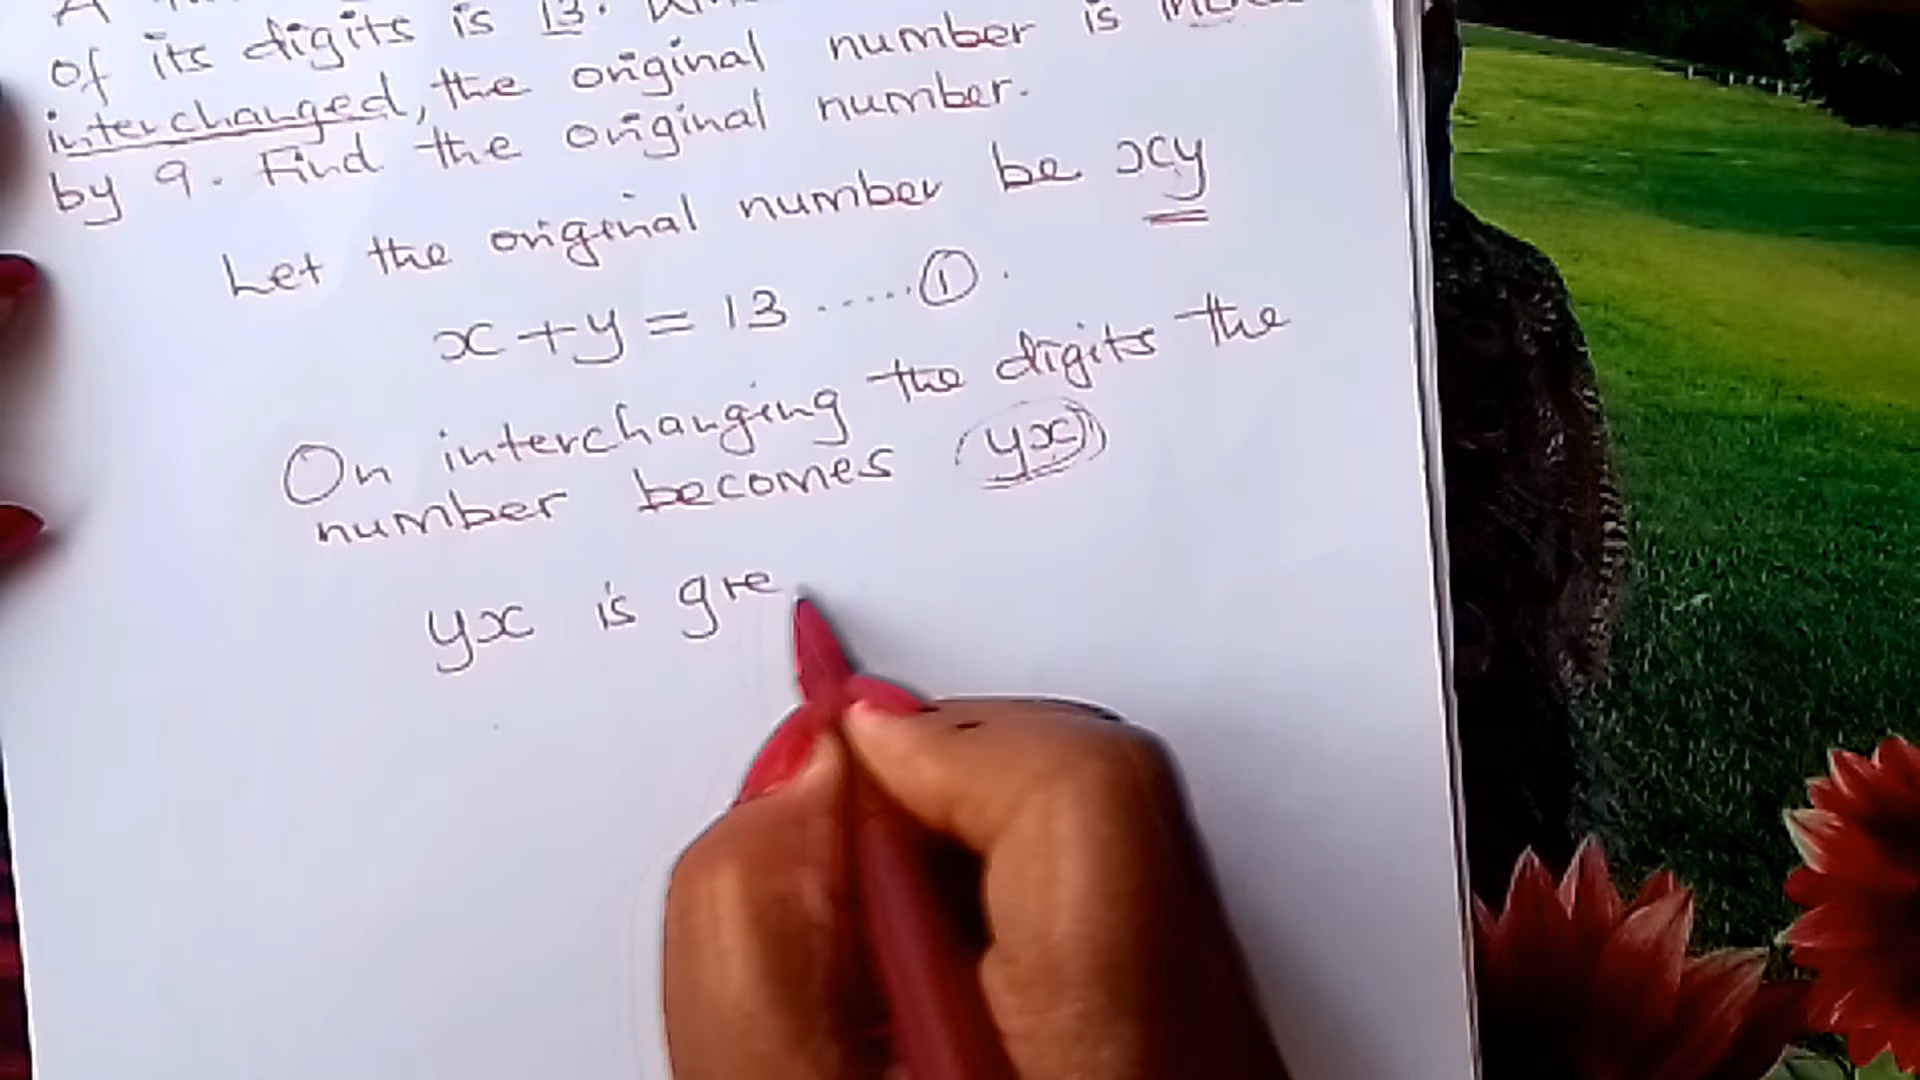 A
of its digits is 13.
interchanged, the original number is
by 9. Find the original number.
Let the original number be xy
x + y = 13 ..... ①.
On interchanging the digits the
number becomes (yx)
yx is gre